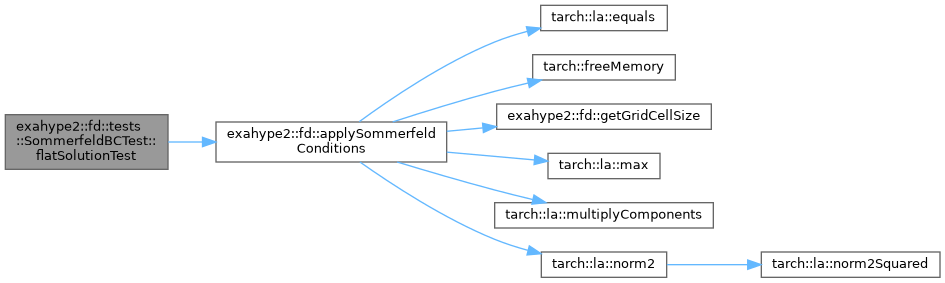 exahype2::fd::tests
::SommerfeldBCTest::
flatSolutionTest
exahype2::fd::applySommerfeld
Conditions
tarch::la::equals
tarch::freeMemory
exahype2::fd::getGridCellSize
tarch::la::max
tarch::la::multiplyComponents
tarch::la::norm2
tarch::la::norm2Squared